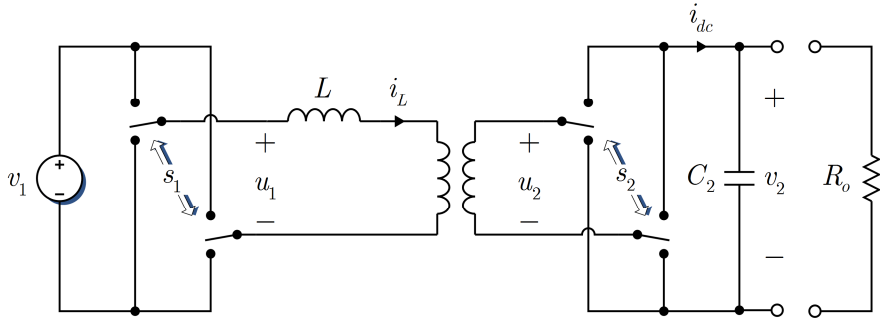 i_dc
L
i_L
+
+
+
v_1
+
−
s_1
u_1
u_2
s_2
C_2
v_2
R_o
−
−
−